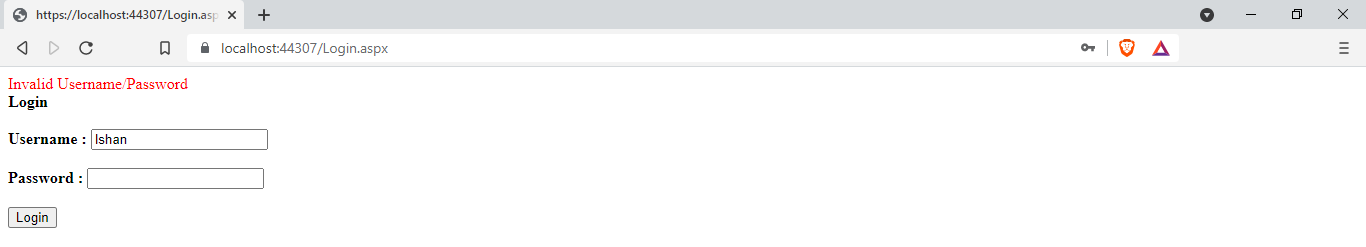 https://localhost:44307/Login.asp
localhost:44307/Login.aspx
Invalid Username/Password
Login
Username : Ishan
Password :
Login